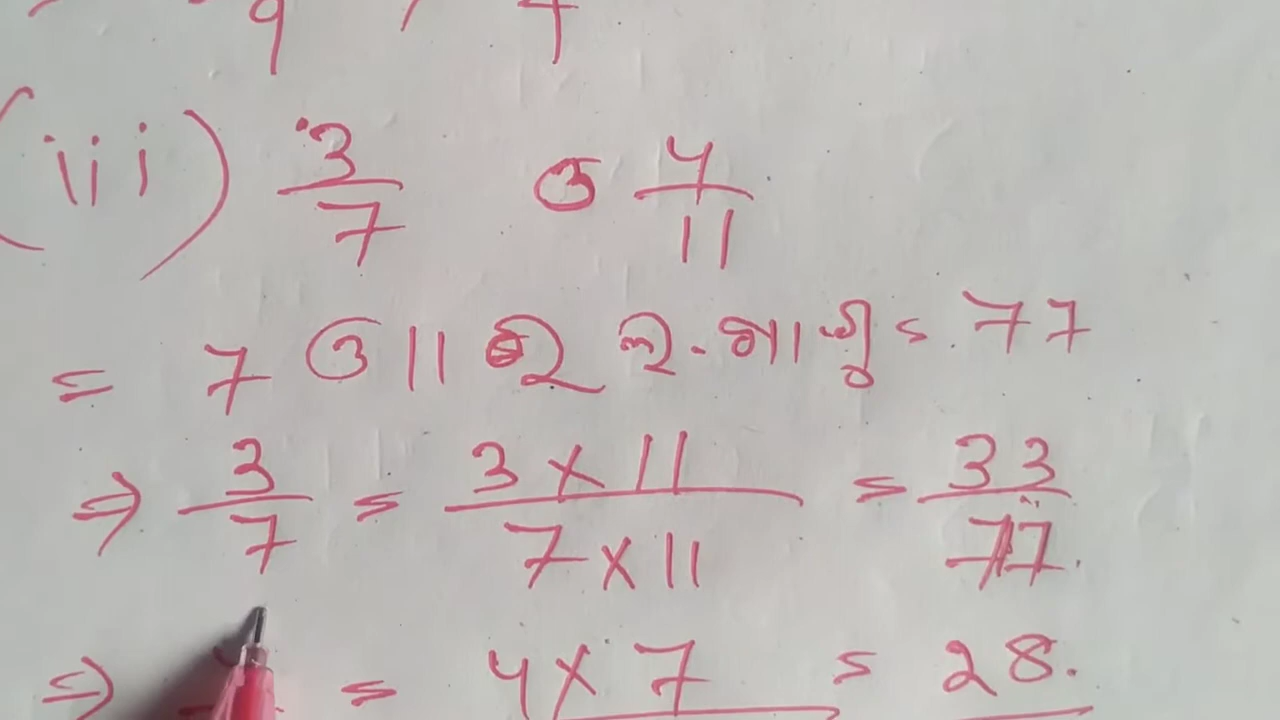 (iii) 3/7 ଓ 4/11
= 7 ଓ 11 ର ଲ.ସା.ଗୁ = 77
⇒ 3/7 = 3 × 11 / 7 × 11 = 33/77
⇒ = 4 × 7 = 28